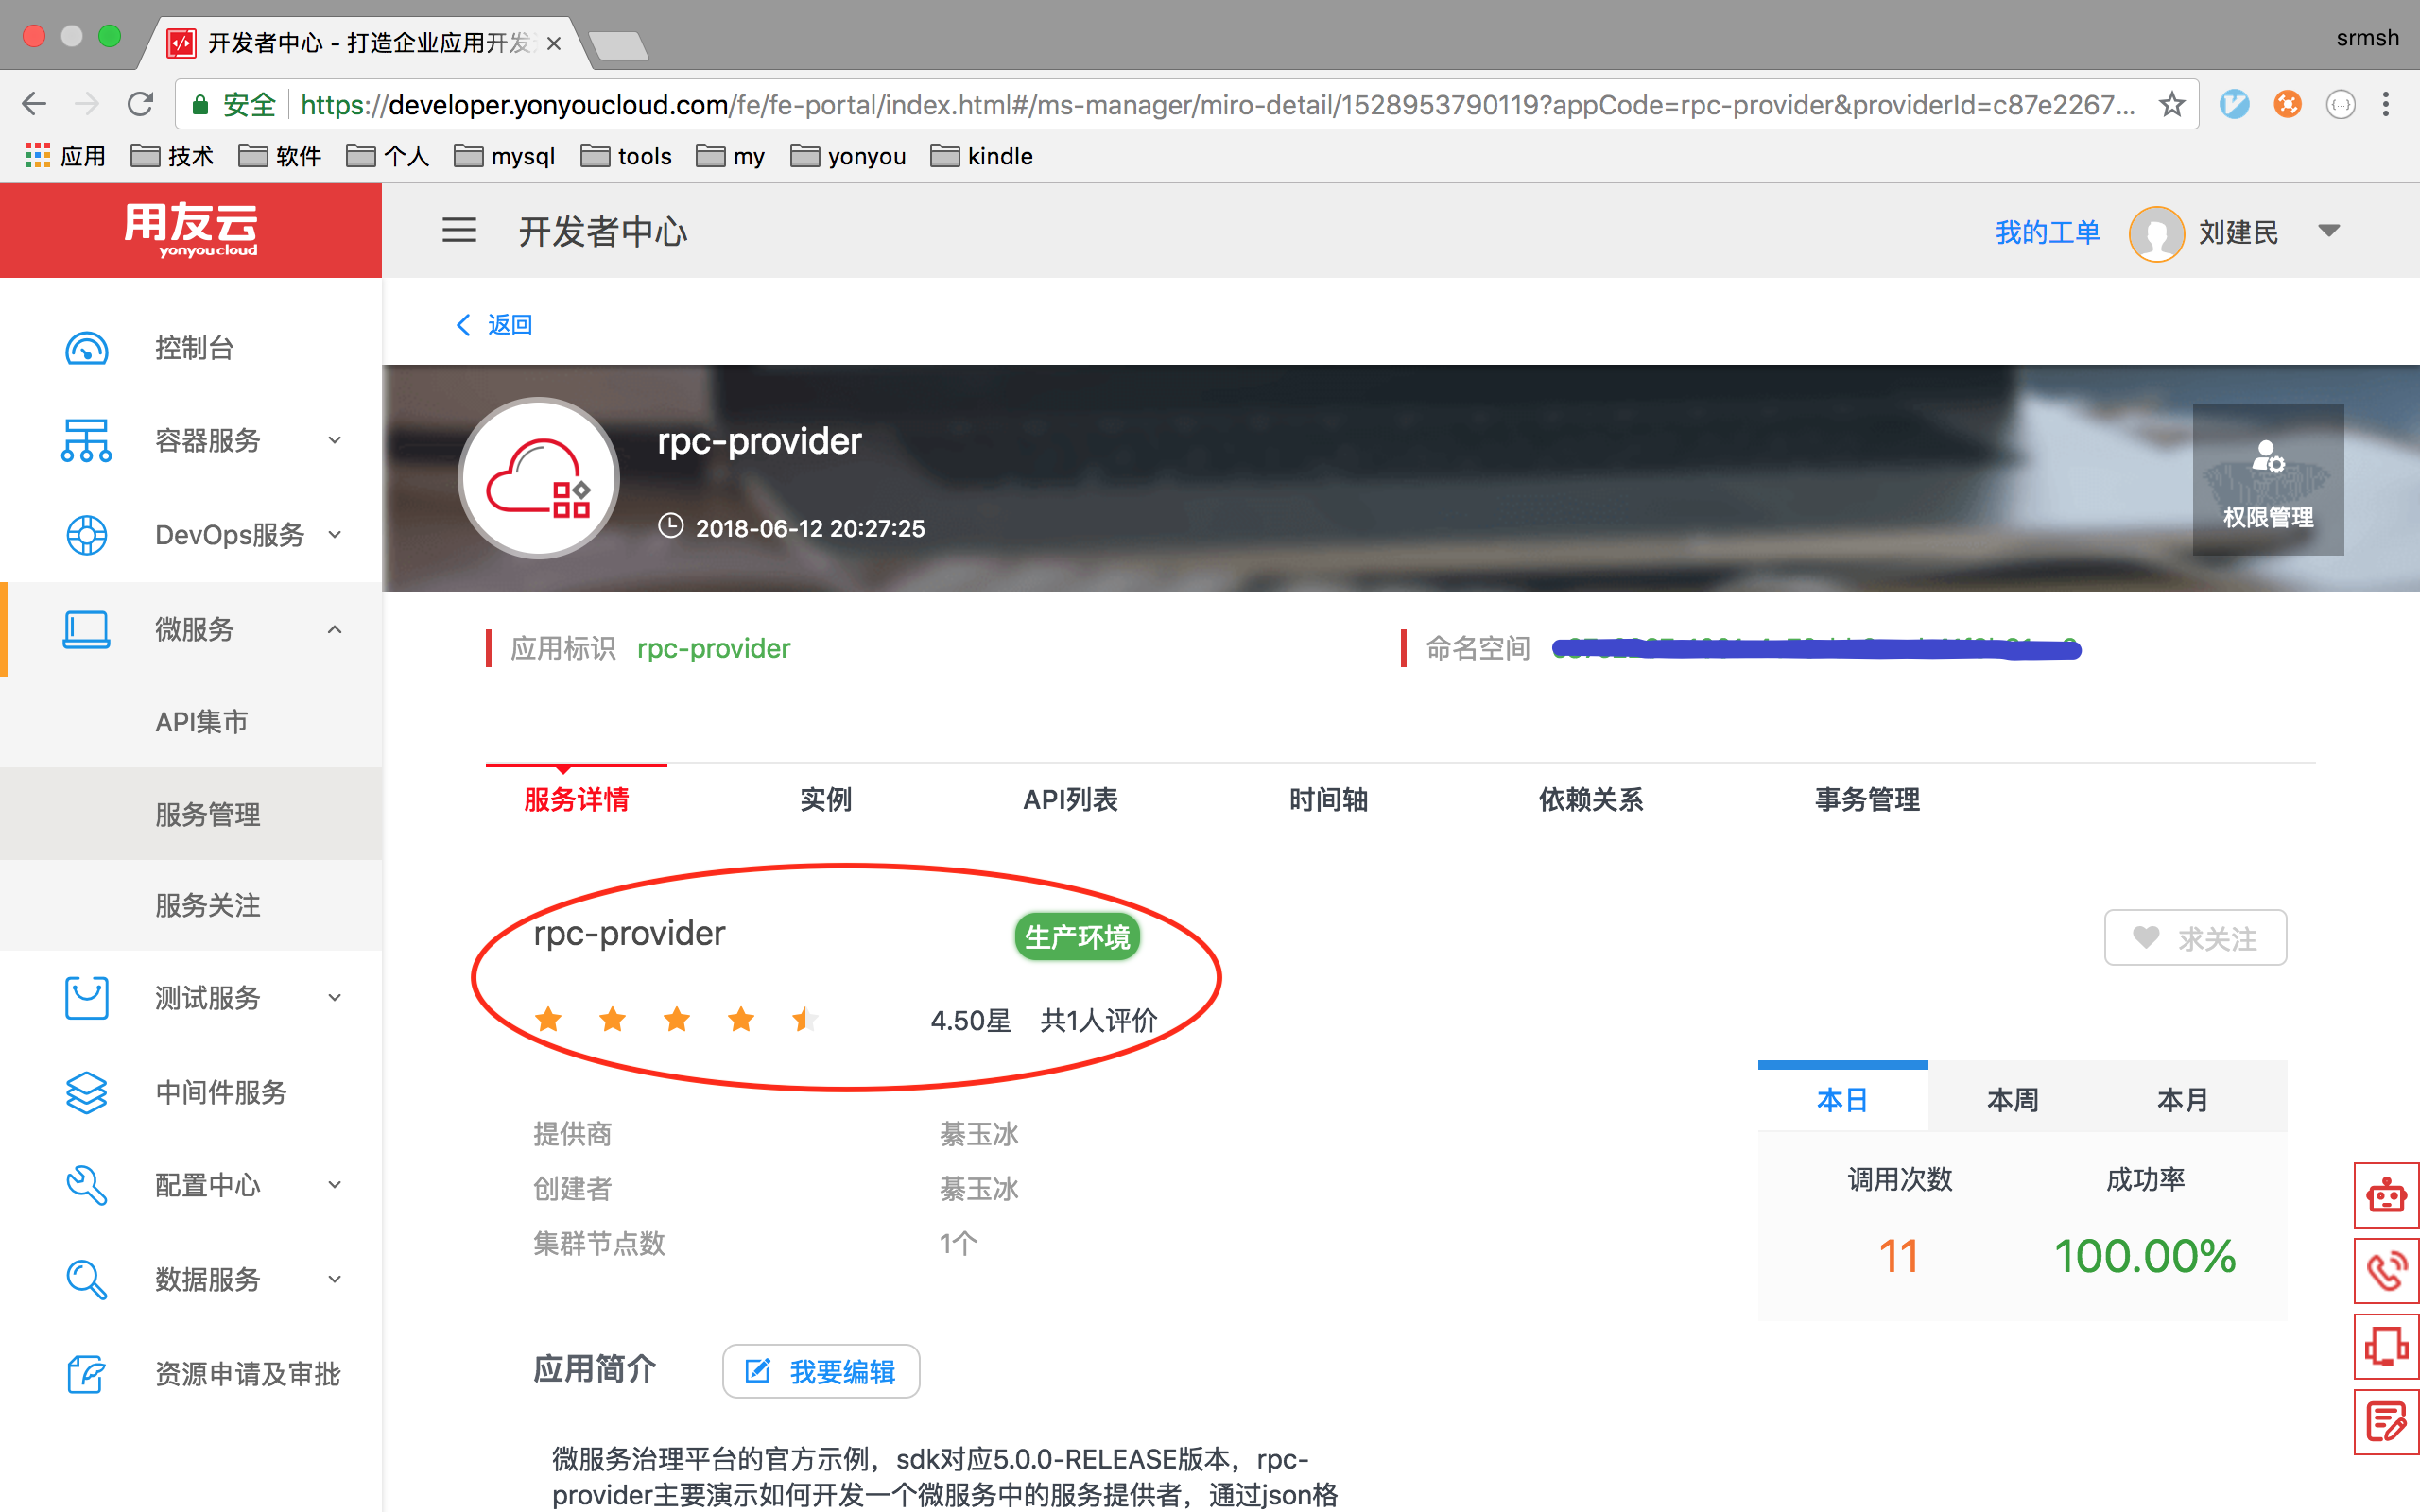 开发者中心 - 打造企业应用开发
srmsh
安全 https://developer.yonyoucloud.com/fe/fe-portal/index.html#/ms-manager/miro-detail/1528953790119?appCode=rpc-provider&providerId=c87e2267...
应用 技术 软件 个人 mysql tools my yonyou kindle
用友云
yonyoucloud
开发者中心
我的工单 刘建民
控制台
容器服务
DevOps服务
微服务
API集市
服务管理
服务关注
测试服务
中间件服务
配置中心
数据服务
资源申请及审批
返回
rpc-provider
2018-06-12 20:27:25
权限管理
应用标识 rpc-provider
命名空间
服务详情 实例 API列表 时间轴 依赖关系 事务管理
rpc-provider 生产环境
4.50星 共1人评价
求关注
提供商 綦玉冰
创建者 綦玉冰
集群节点数 1个
本日 本周 本月
调用次数 成功率
11 100.00%
应用简介 我要编辑
微服务治理平台的官方示例，sdk对应5.0.0-RELEASE版本，rpc-
provider主要演示如何开发一个微服务中的服务提供者，通过json格